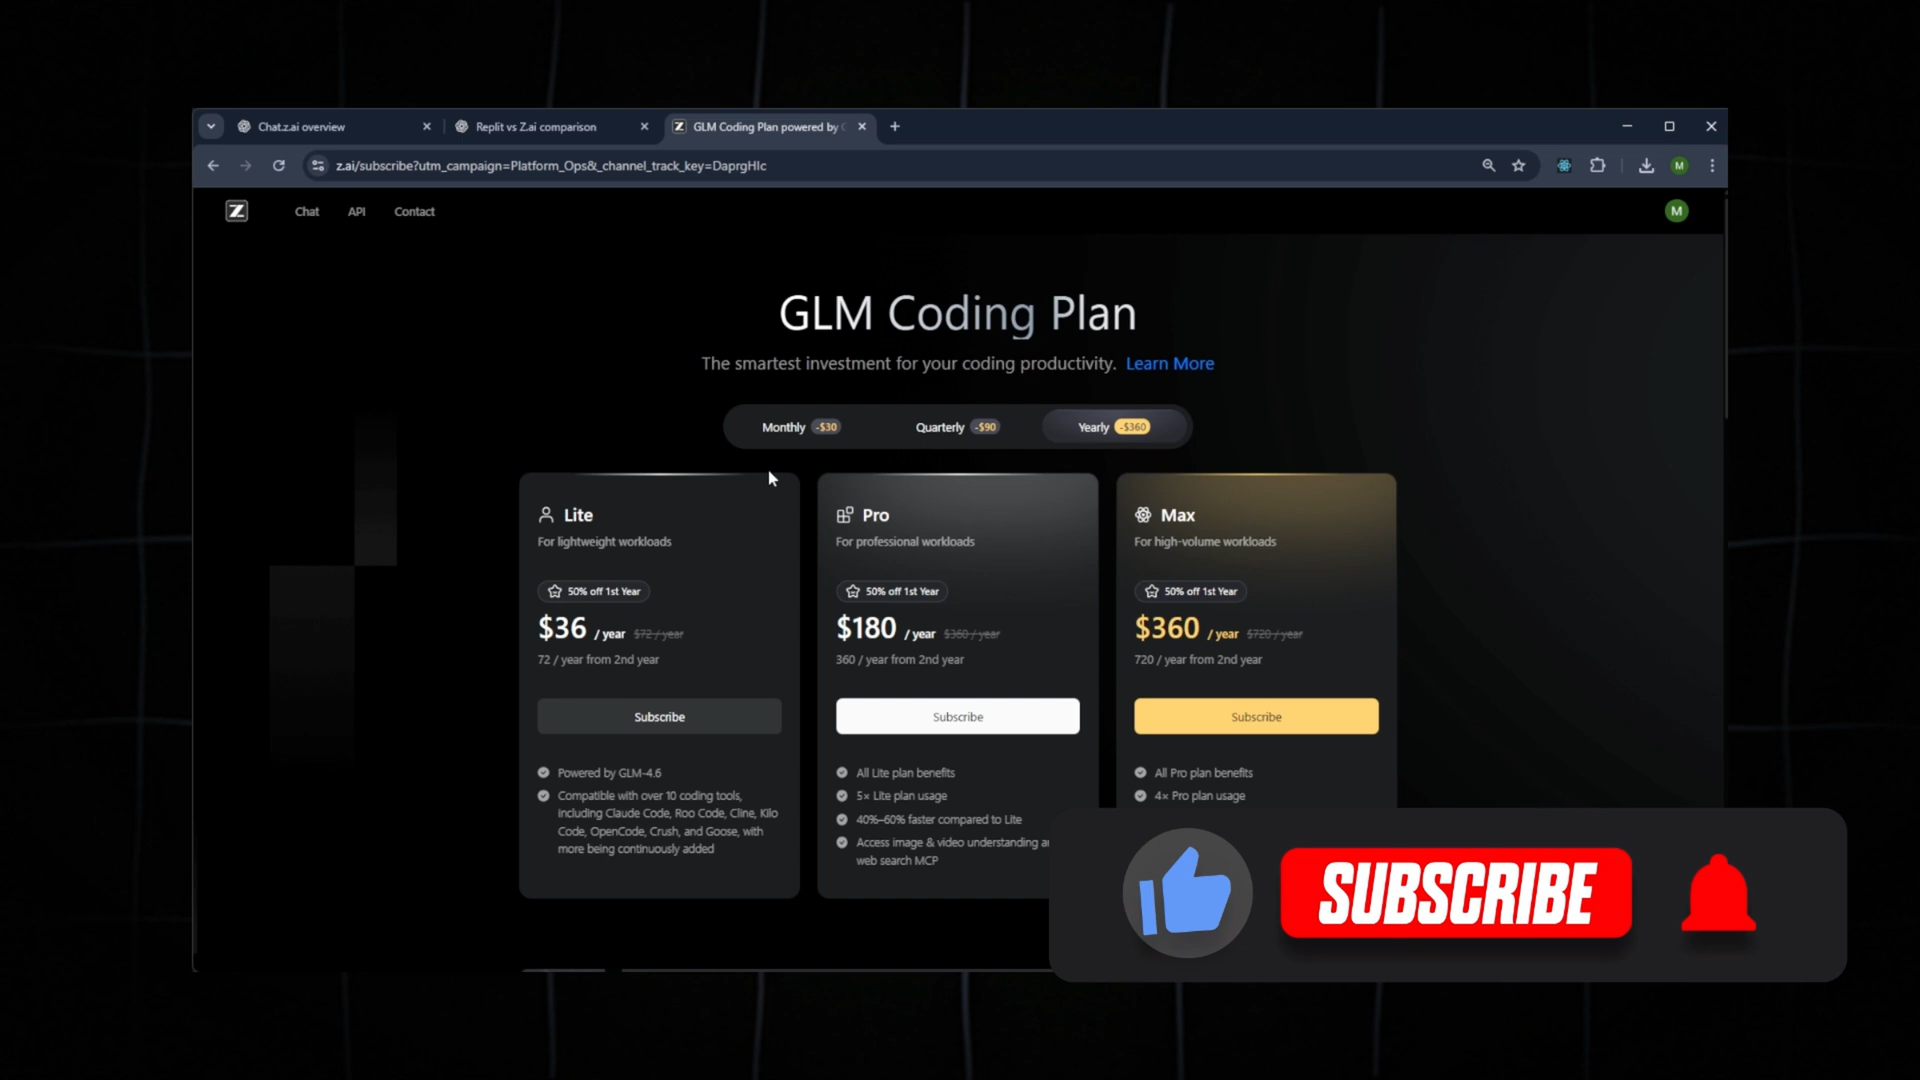 Chat.z.ai overview
Replit vs Z.ai comparison
Z GLM Coding Plan powered by
z.ai/subscribe?utm_campaign=Platform_Ops&_channel_track_key=DaprgHIc
M
Z Chat API Contact
M
GLM Coding Plan
The smartest investment for your coding productivity. Learn More
Monthly -$30 Quarterly -$90 Yearly -$360
Lite
For lightweight workloads
50% off 1st Year
$36 / year $72 / year
72 / year from 2nd year
Subscribe
Powered by GLM-4.6
Compatible with over 10 coding tools,
including Claude Code, Roo Code, Cline, Kilo
Code, OpenCode, Crush, and Goose, with
more being continuously added
Pro
For professional workloads
50% off 1st Year
$180 / year $360 / year
360 / year from 2nd year
Subscribe
All Lite plan benefits
5× Lite plan usage
40%–60% faster compared to Lite
Access image & video understanding
web search MCP
Max
For high-volume workloads
50% off 1st Year
$360 / year $720 / year
720 / year from 2nd year
Subscribe
All Pro plan benefits
4× Pro plan usage
SUBSCRIBE